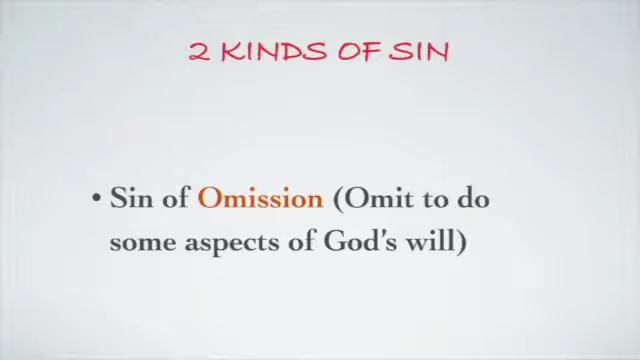 2 KINDS OF SIN
• Sin of Omission (Omit to do
some aspects of God's will)